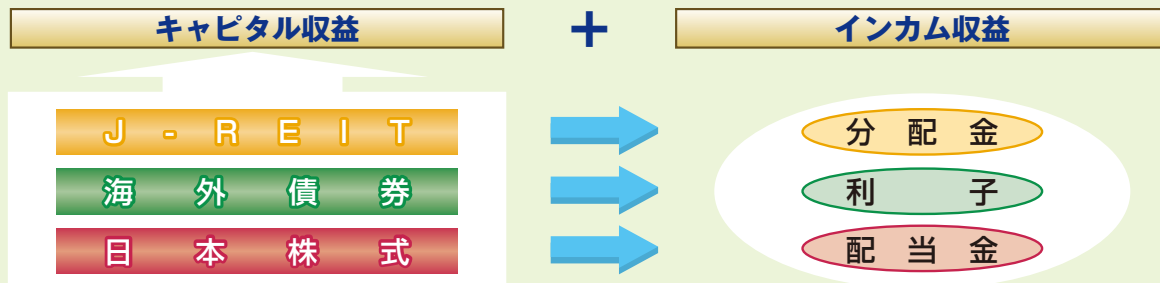 キャピタル収益 + インカム収益
J-REIT 分配金
海外債券 利子
日本株式 配当金